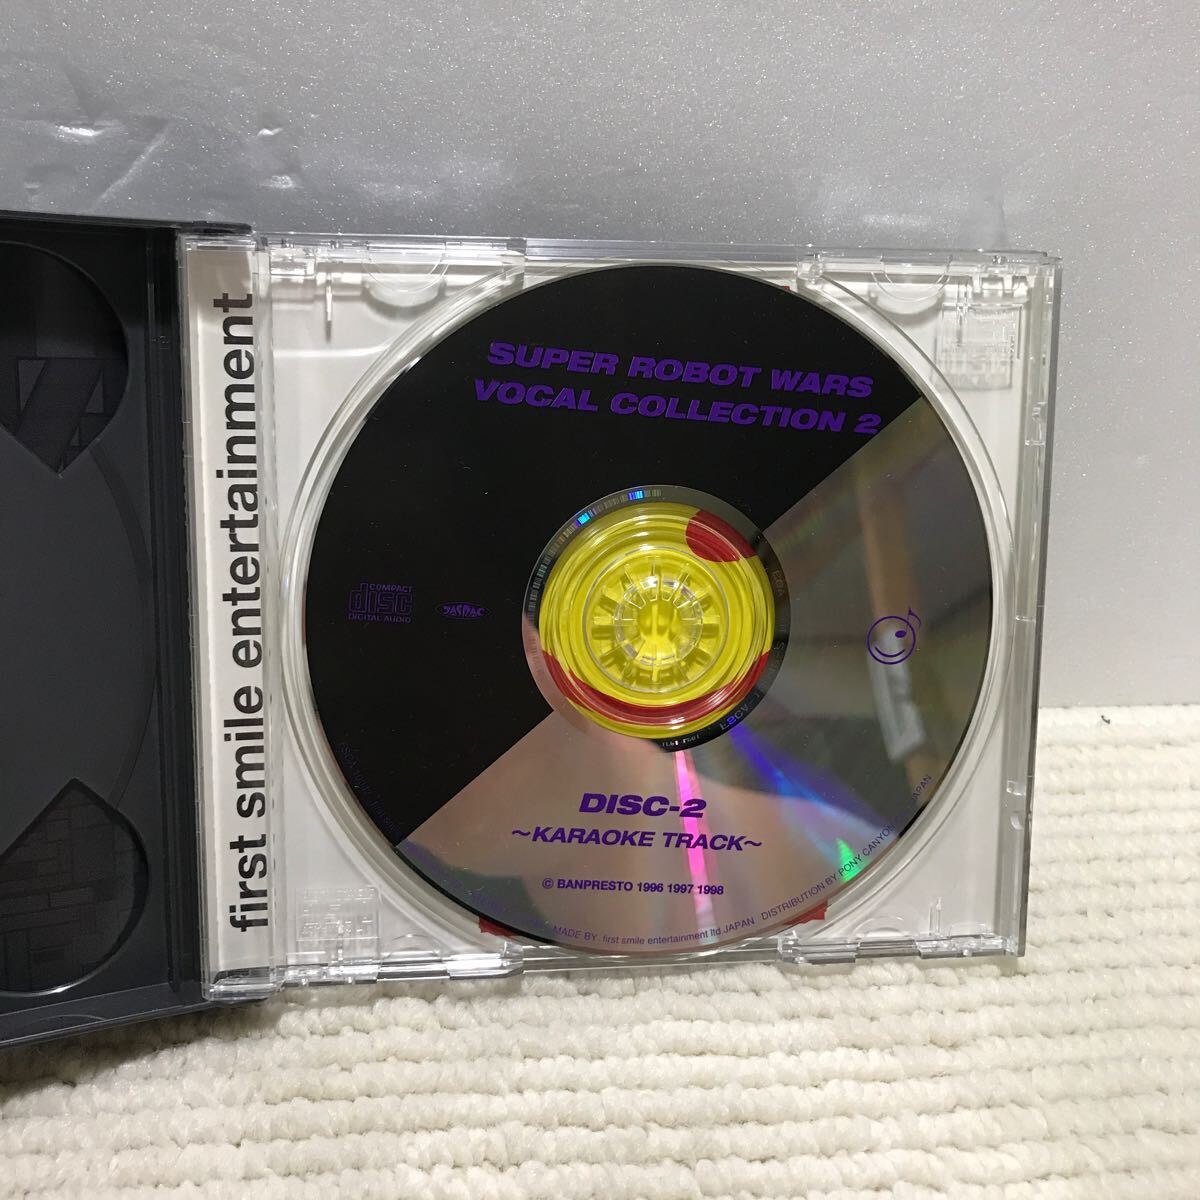 first smile entertainment
SUPER ROBOT WARS
VOCAL COLLECTION 2
COMPACT
disc
DIGITAL AUDIO
JASRAC
DISC-2
~KARAOKE TRACK~
© BANPRESTO 1996 1997 1998
MADE BY. first smile entertainment ltd. JAPAN DISTRIBUTION BY PONY CANYON JAPAN